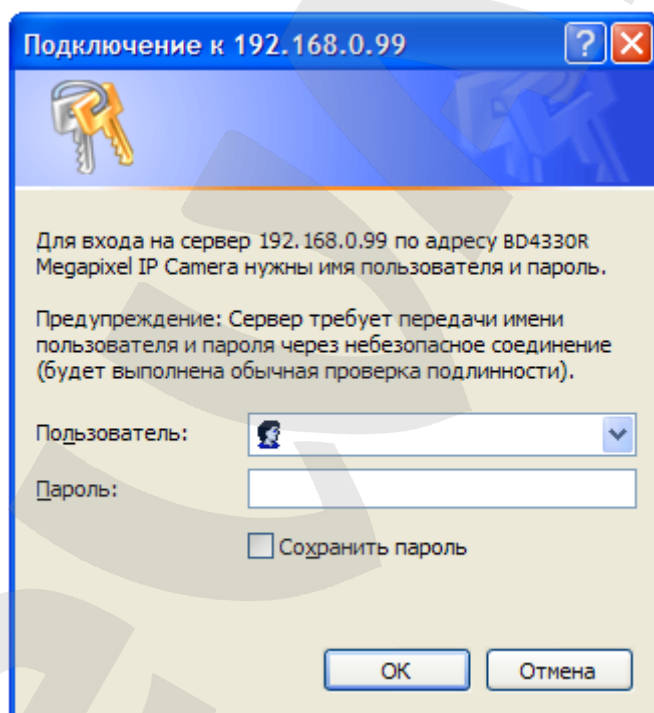 Подключение к 192.168.0.99
Для входа на сервер 192.168.0.99 по адресу BD4330R
Megapixel IP Camera нужны имя пользователя и пароль.
Предупреждение: Сервер требует передачи имени
пользователя и пароля через небезопасное соединение
(будет выполнена обычная проверка подлинности).
Пользователь:
Пароль:
Сохранить пароль
ОК Отмена